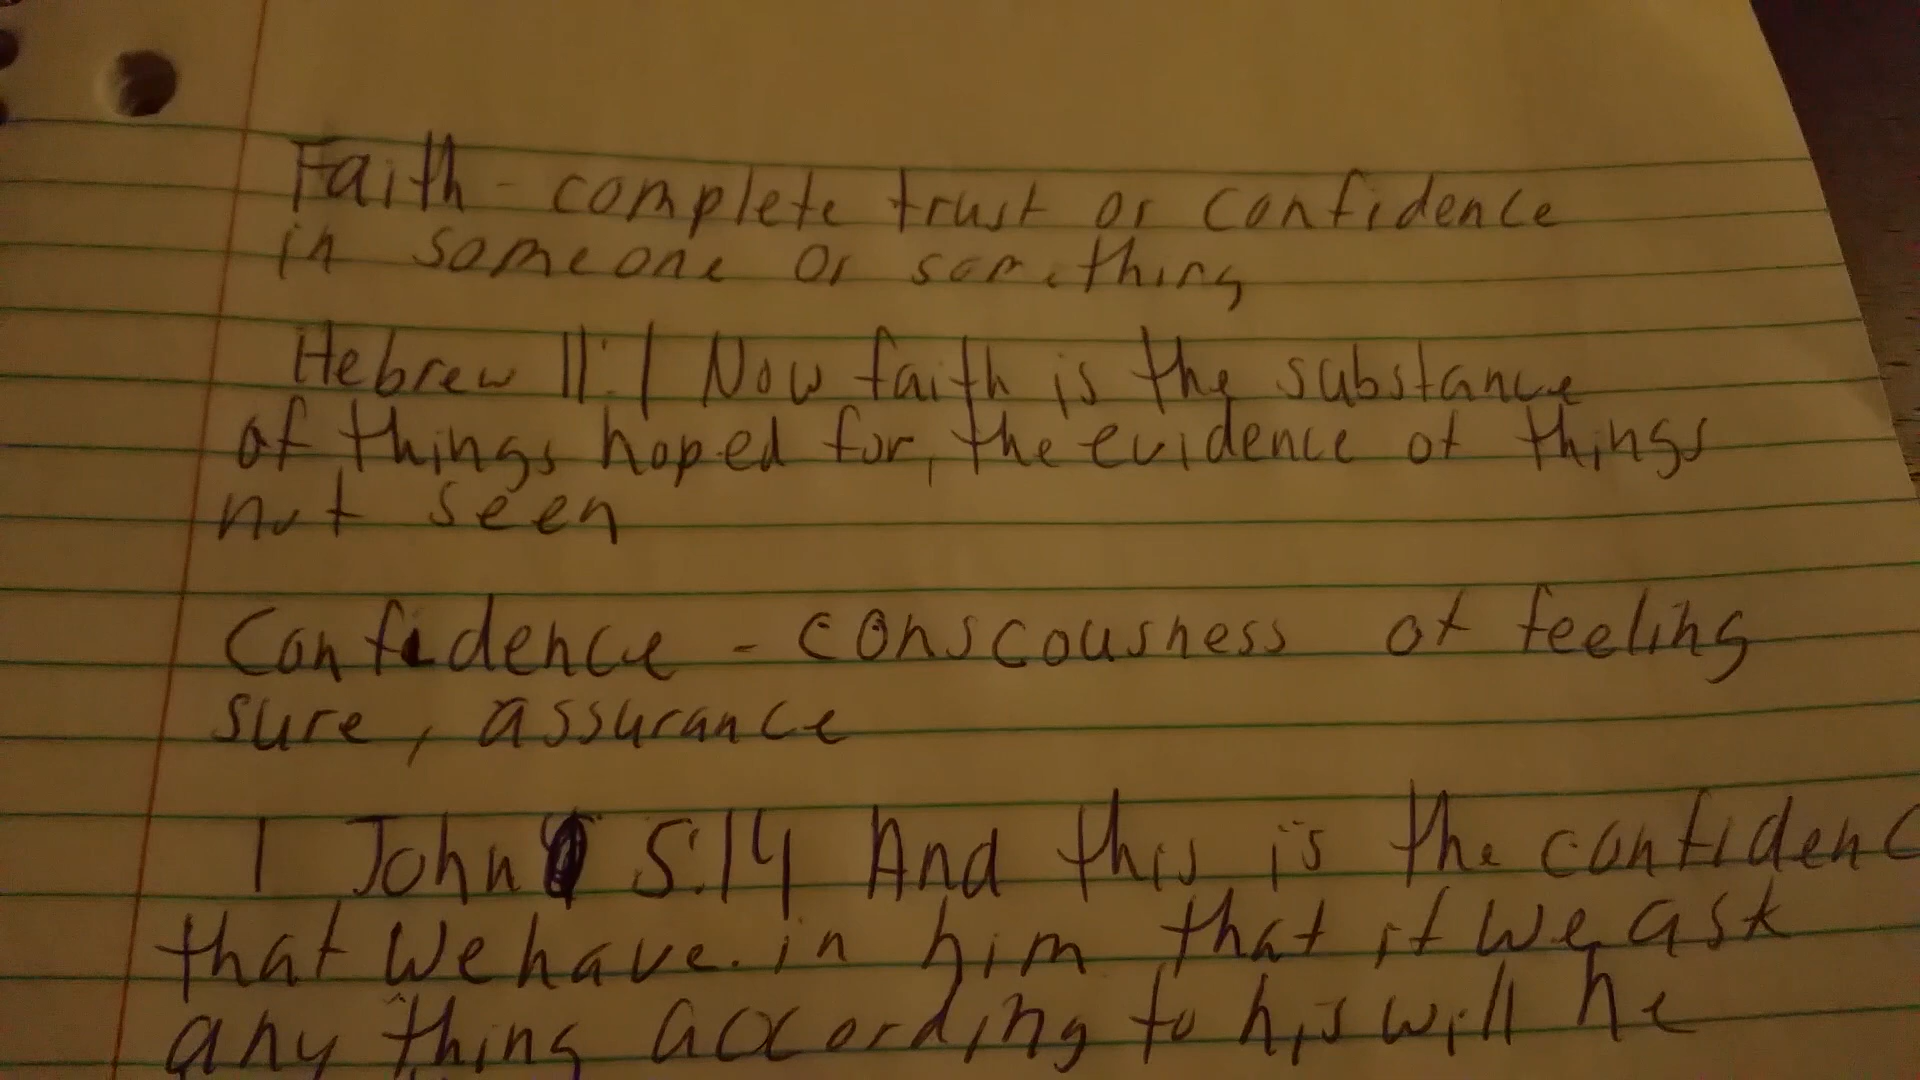 Faith - complete trust or confidence
in someone or something
Hebrew 11:1 Now faith is the substance
of things hoped for, the evidence of things
not seen
Confidence - conscousness of feeling
sure, assurance
1 John 5:14 And this is the confidenc
that we have in him that if we ask
any thing according to his will he